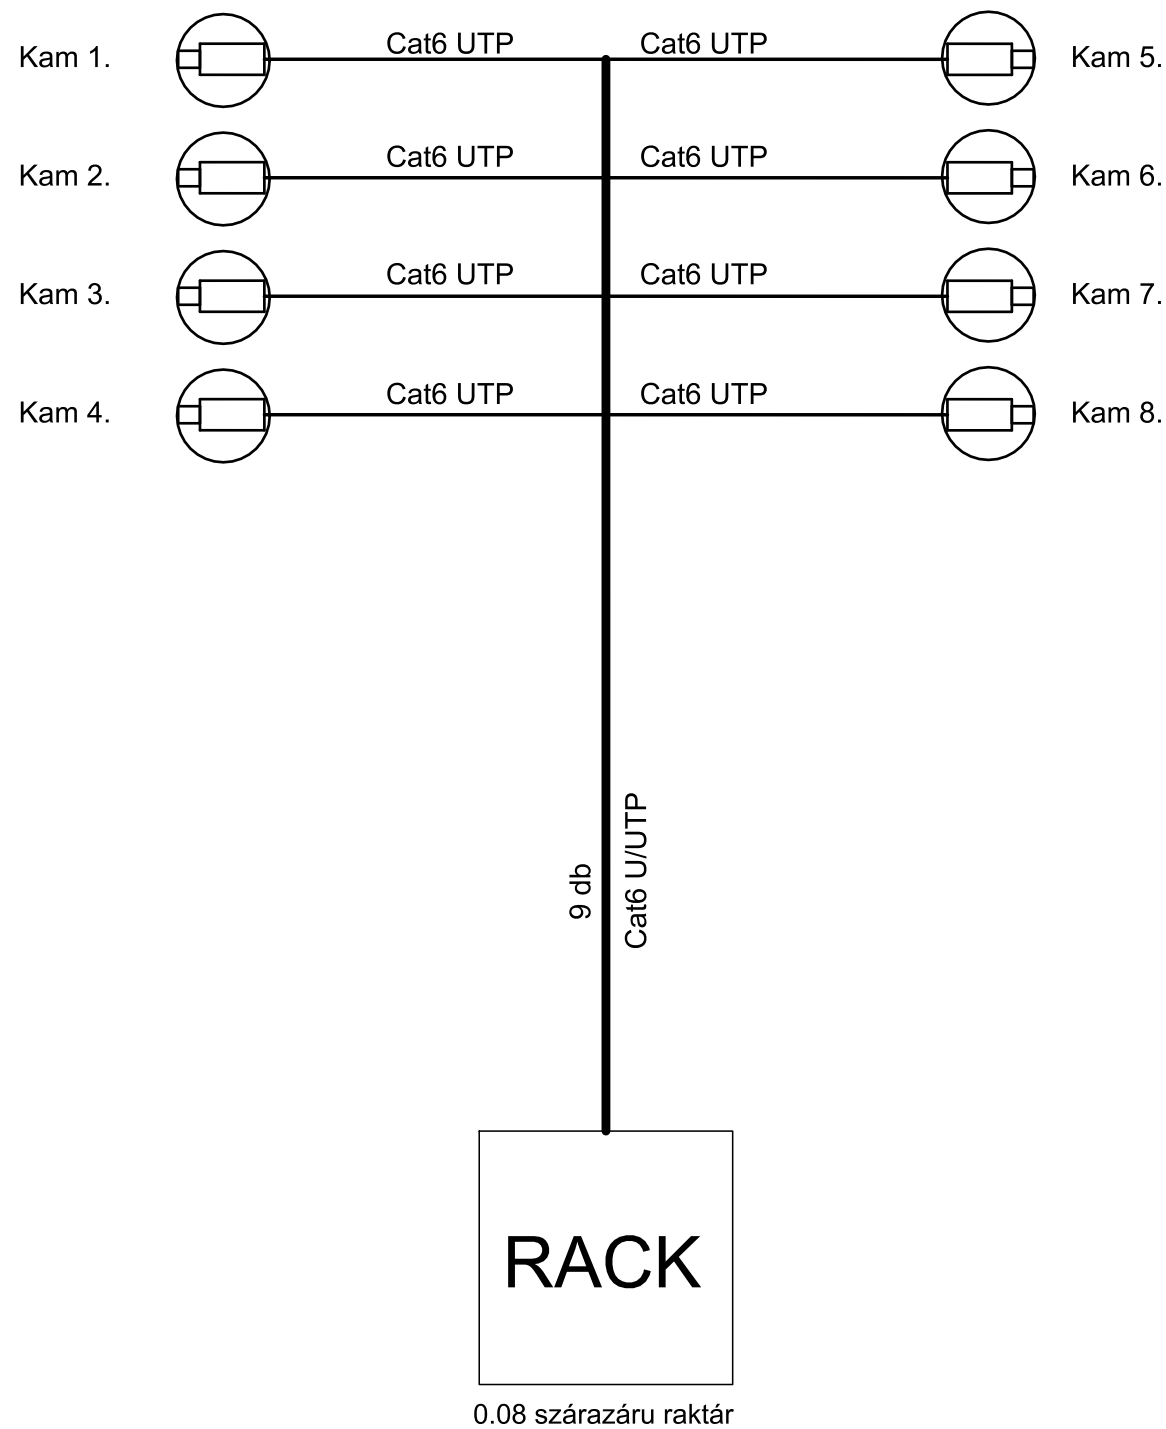 Kam 1.
Cat6 UTP
Cat6 UTP
Kam 5.
Kam 2.
Cat6 UTP
Cat6 UTP
Kam 6.
Kam 3.
Cat6 UTP
Cat6 UTP
Kam 7.
Kam 4.
Cat6 UTP
Cat6 UTP
Kam 8.
9 db
Cat6 U/UTP
RACK
0.08 szárazáru raktár